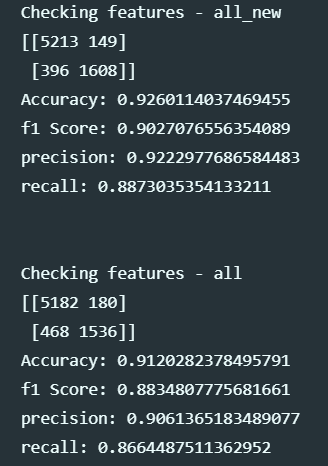 Checking features - all_new
[[5213 149]
[396 1608]]
Accuracy: 0.9260114037469455
f1 Score: 0.9027076556354089
precision: 0.9222977686584483
recall: 0.8873035354133211
Checking features - all
[[5182 180]
[468 1536]]
Accuracy: 0.9120282378495791
f1 Score: 0.8834807775681661
precision: 0.9061365183489077
recall: 0.8664487511362952